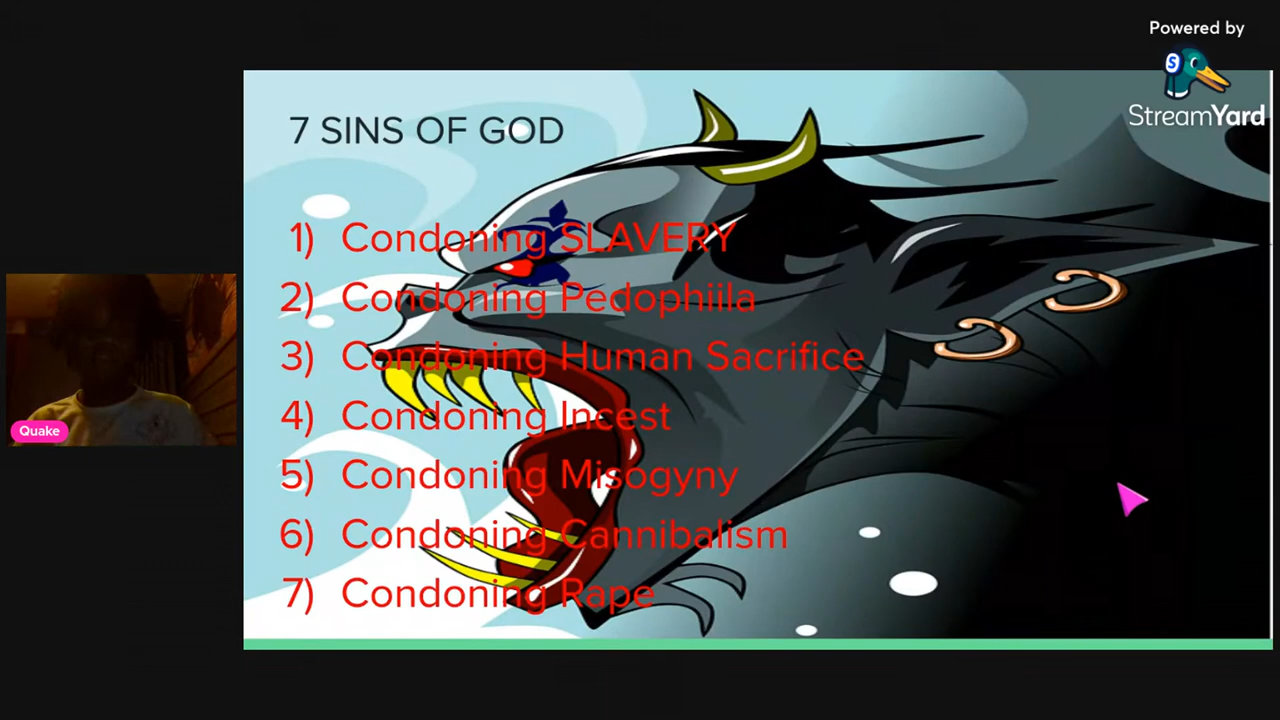 Powered by
StreamYard
7 SINS OF GOD
1) Condoning SLAVERY
2) Condoning Pedophiila
3) Condoning Human Sacrifice
4) Condoning Incest
5) Condoning Misogyny
6) Condoning Cannibalism
7) Condoning Rape
Quake